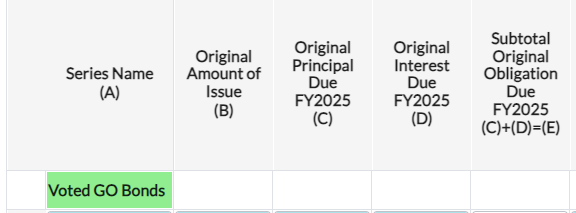 Series Name
(A)
Original
Amount of
Issue
(B)
Original
Principal
Due
FY2025
(C)
Original
Interest
Due
FY2025
(D)
Subtotal
Original
Obligation
Due
FY2025
(C)+(D)=(E)
Voted GO Bonds